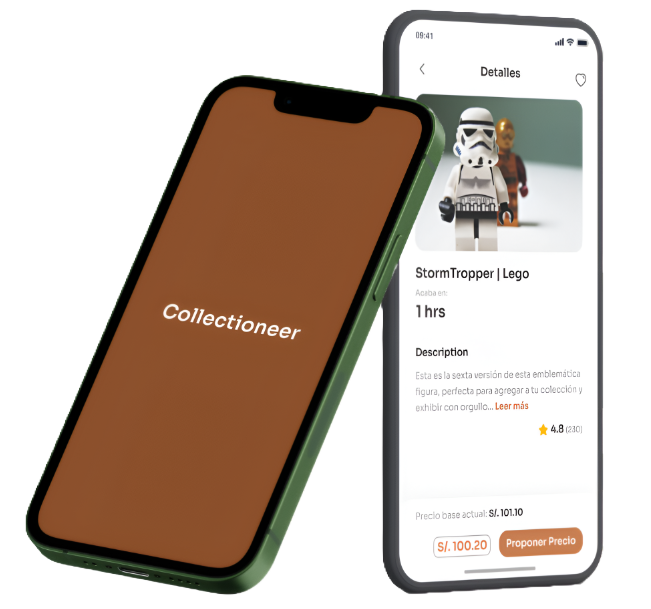 Collectioneer
09:41
Detalles
StormTropper | Lego
Acaba en:
1 hrs
Description
Esta es la sexta versión de esta emblemática
figura, perfecta para agregar a tu colección y
exhibir con orgullo... Leer más
4.8 (230)
Precio base actual: S/. 101.10
S/. 100.20
Proponer Precio